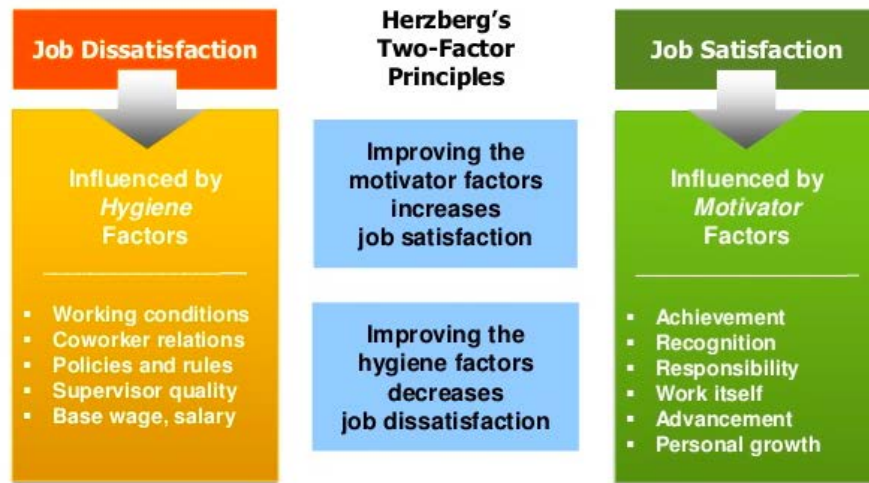 Job Dissatisfaction
Influenced by
Hygiene
Factors
▪ Working conditions
▪ Coworker relations
▪ Policies and rules
▪ Supervisor quality
▪ Base wage, salary
Herzberg's
Two-Factor
Principles
Improving the
motivator factors
increases
job satisfaction
Improving the
hygiene factors
decreases
job dissatisfaction
Job Satisfaction
Influenced by
Motivator
Factors
▪ Achievement
▪ Recognition
▪ Responsibility
▪ Work itself
▪ Advancement
▪ Personal growth